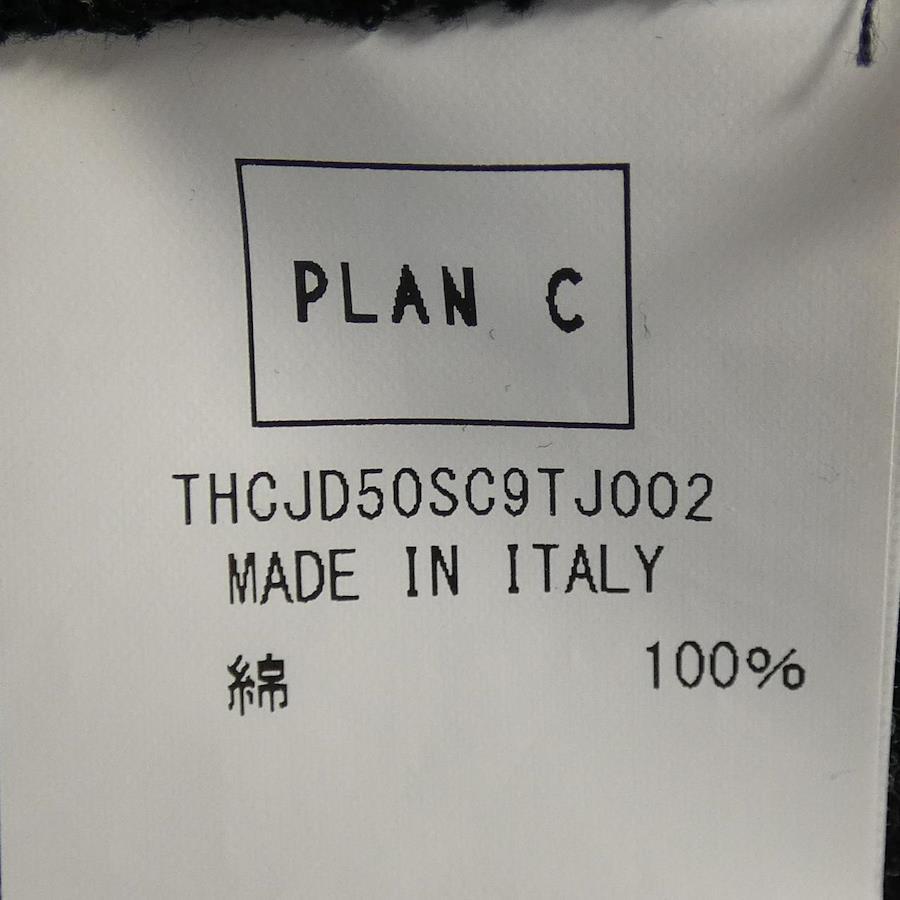 PLAN C
THCJD50SC9TJ002
MADE IN ITALY
綿 100%